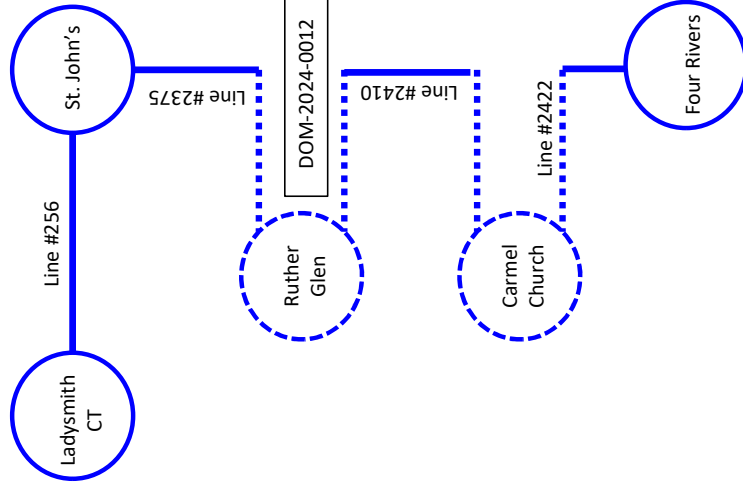 Ladysmith
CT
Line #256
St. John's
Line #2375
Ruther
Glen
DOM-2024-0012
Line #2410
Carmel
Church
Line #2422
Four Rivers